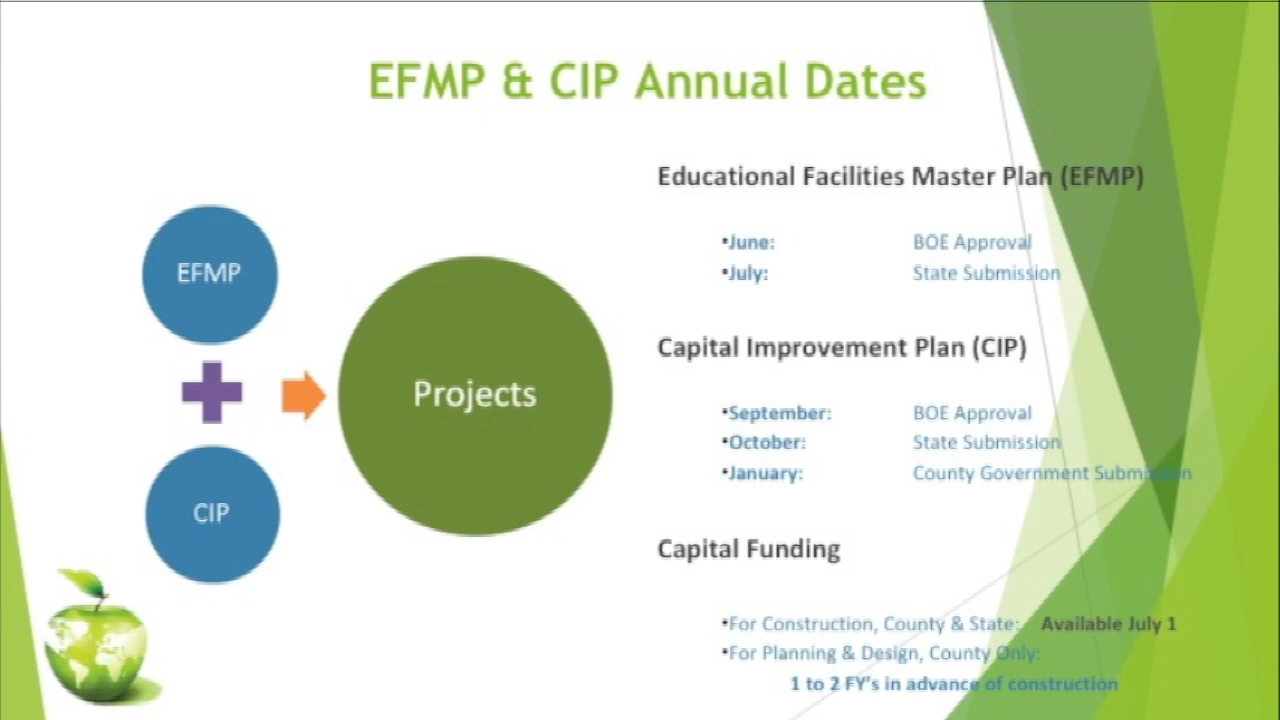 EFMP & CIP Annual Dates
EFMP
CIP
Projects
Educational Facilities Master Plan (EFMP)
•June: BOE Approval
•July: State Submission
Capital Improvement Plan (CIP)
•September: BOE Approval
•October: State Submission
•January: County Government Submission
Capital Funding
•For Construction, County & State: Available July 1
•For Planning & Design, County Only:
1 to 2 FY's in advance of construction